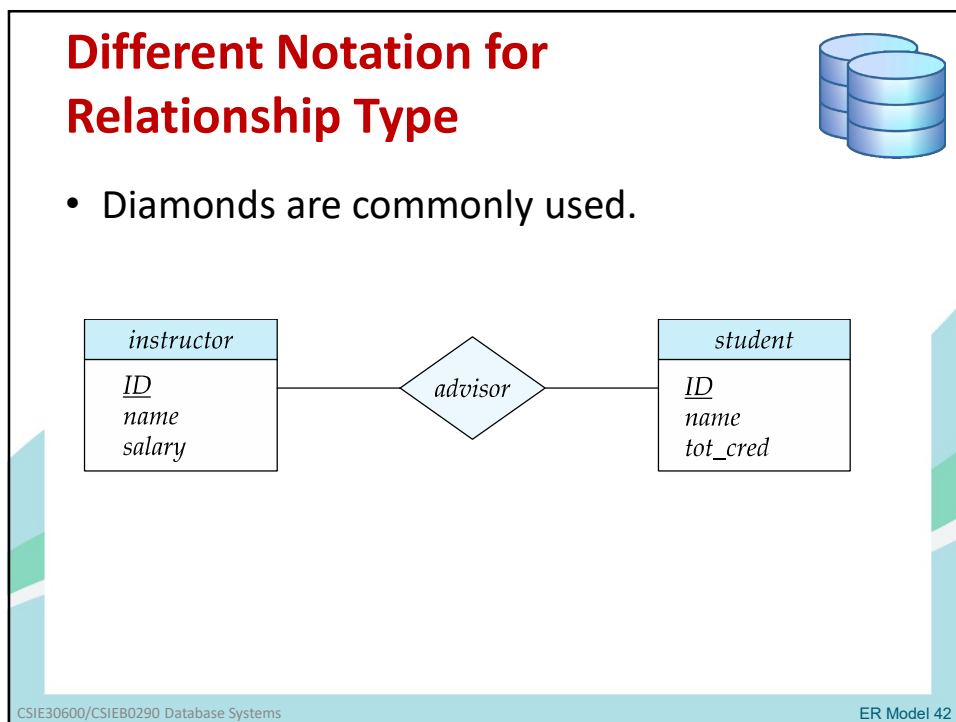 Different Notation for
Relationship Type
• Diamonds are commonly used.
instructor
ID
name
salary
advisor
student
ID
name
tot_cred
CSIE30600/CSIEB0290 Database Systems
ER Model 42